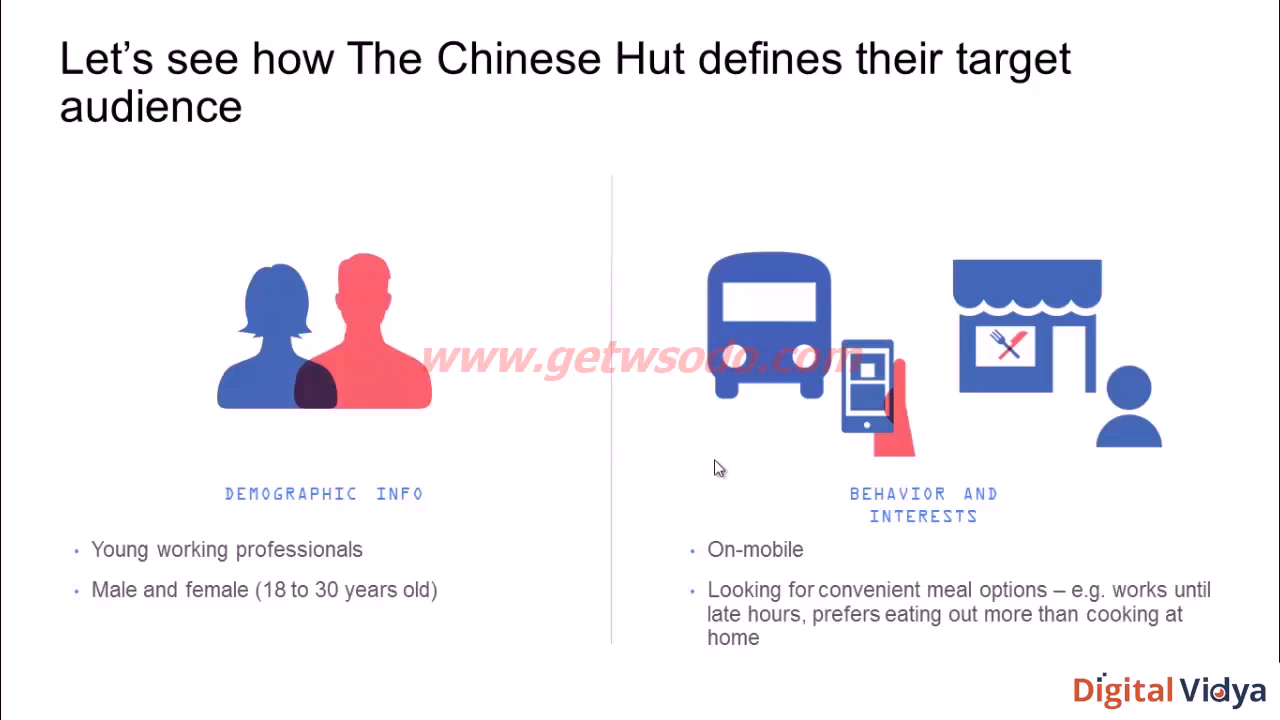 Let’s see how The Chinese Hut defines their target
audience
www.getwsodo.com
DEMOGRAPHIC INFO
• Young working professionals
• Male and female (18 to 30 years old)
BEHAVIOR AND
INTERESTS
• On-mobile
• Looking for convenient meal options – e.g. works until
late hours, prefers eating out more than cooking at
home
Digital Vidya